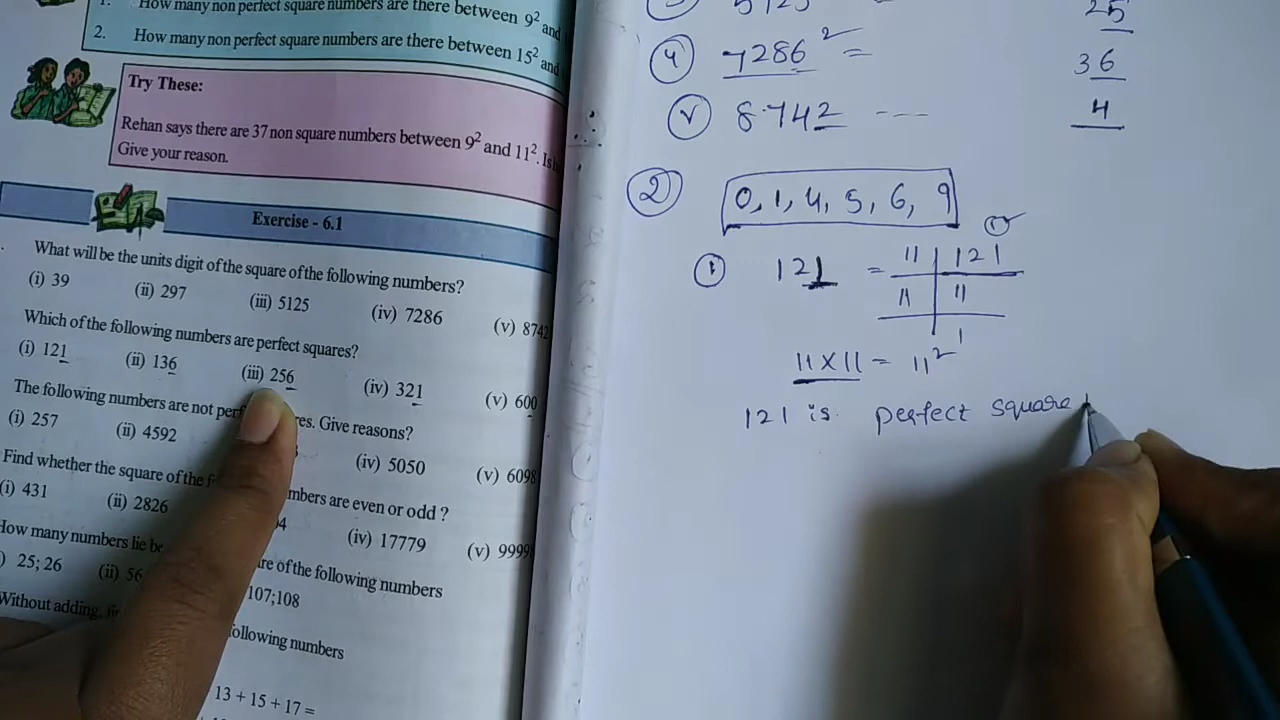 1. How many non perfect square numbers are there between 9² and
2. How many non perfect square numbers are there between 15² and
Try These:
Rehan says there are 37 non square numbers between 9² and 11². Is
Give your reason.
Exercise - 6.1
What will be the units digit of the square of the following numbers?
(i) 39 (ii) 297 (iii) 5125 (iv) 7286 (v) 8742
Which of the following numbers are perfect squares?
(i) 121 (ii) 136 (iii) 256 (iv) 321 (v) 600
The following numbers are not res. Give reasons?
(i) 257 (ii) 4592 (iv) 5050 (v) 6098
Find whether the square of the mbers are even or odd ?
(i) 431 (ii) 2826 (iv) 17779 (v) 9999
How many numbers lie of the following numbers
25; 26 (ii) 56 107;108
Without adding, following numbers
13 + 15 + 17 =
5125 25
4 7286² = 36
V 8742 ---- 4
2 0, 1, 4, 5, 6, 9
1 121 = 11 | 121
11 | 11
1
11 X 11 = 11²
121 is perfect square